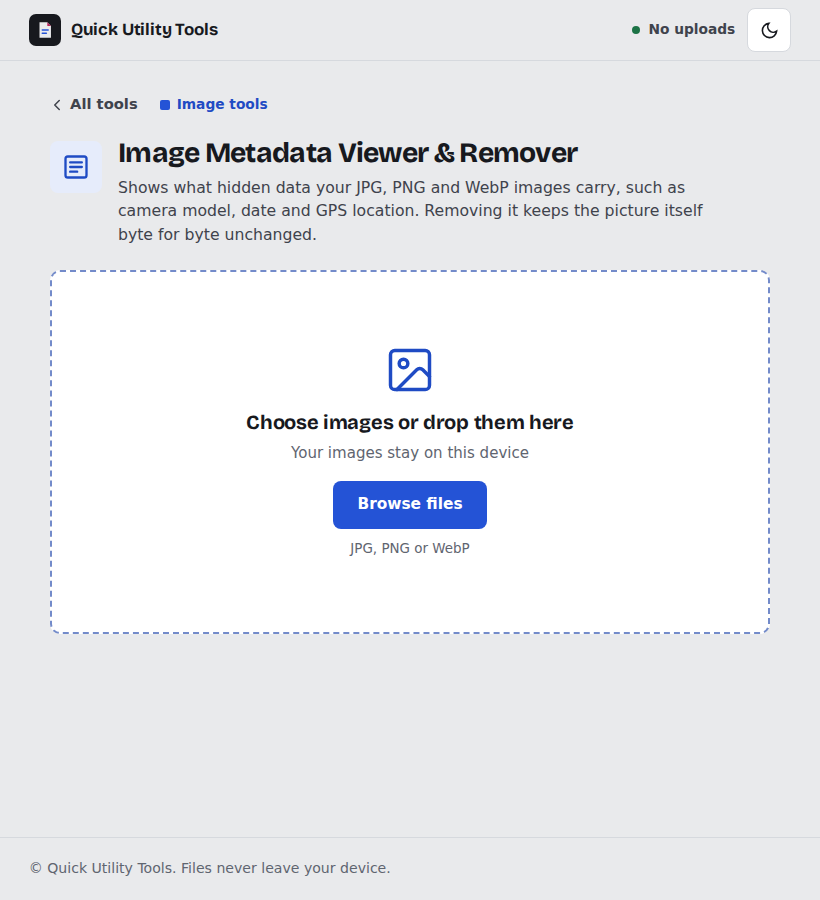 Quick Utility Tools
No uploads
All tools
Image tools
Image Metadata Viewer & Remover
Shows what hidden data your JPG, PNG and WebP images carry, such as
camera model, date and GPS location. Removing it keeps the picture itself
byte for byte unchanged.
Choose images or drop them here
Your images stay on this device
Browse files
JPG, PNG or WebP
© Quick Utility Tools. Files never leave your device.